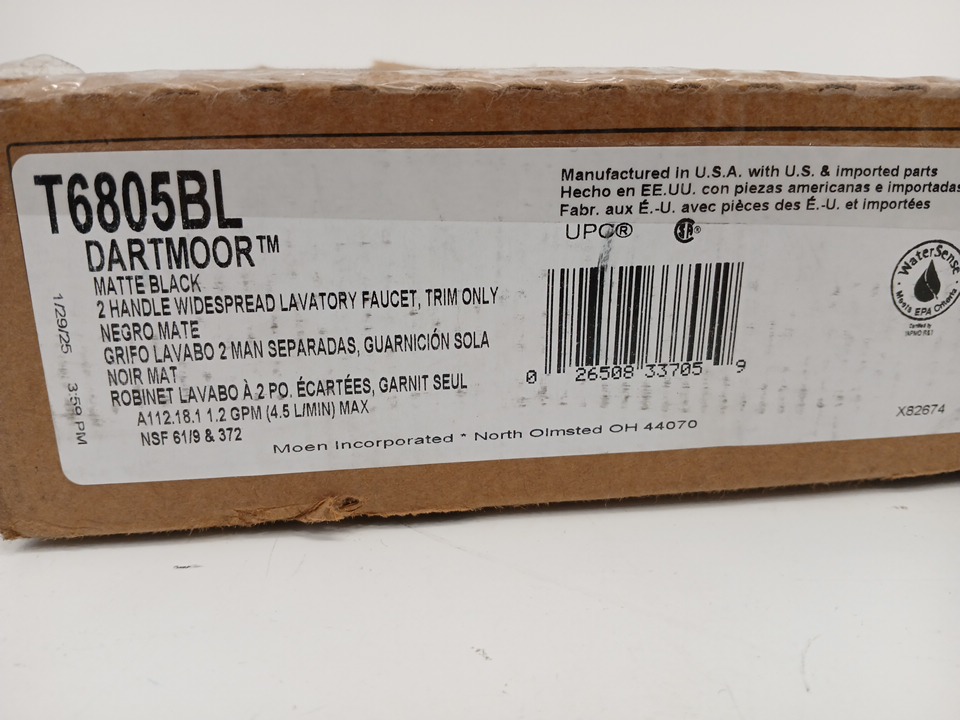 T6805BL
DARTMOOR™
MATTE BLACK
2 HANDLE WIDESPREAD LAVATORY FAUCET, TRIM ONLY
NEGRO MATE
GRIFO LAVABO 2 MAN SEPARADAS, GUARNICIÓN SOLA
NOIR MAT
ROBINET LAVABO À 2 PO. ÉCARTÉES, GARNIT SEUL
A112.18.1 1.2 GPM (4.5 L/MIN) MAX
NSF 61/9 & 372
1/29/25 3:59 PM
Manufactured in U.S.A. with U.S. & imported parts
Hecho en EE.UU. con piezas americanas e importadas
Fabr. aux É.-U. avec pièces des É.-U. et importées
UPC® SA®
0 26508 33705 9
WaterSense
Meets EPA Criteria
Certified by
IAPMO R&T
X82674
Moen Incorporated * North Olmsted OH 44070